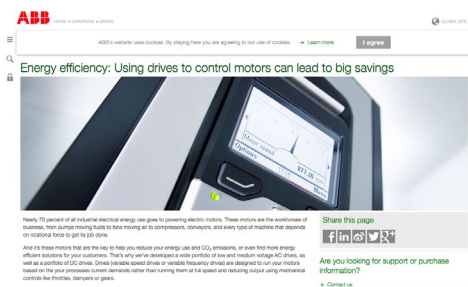 ABB HOME • OFFERINGS • DRIVES
GLOBAL SITE
ABB's website uses cookies. By staying here you are agreeing to our use of cookies. → Learn more
I agree
Energy efficiency: Using drives to control motors can lead to big savings
Motor speed
Options
Menu
Nearly 70 percent of all industrial electrical energy use goes to powering electric motors. These motors are the workhorses of
business, from pumps moving fluids to fans moving air to compressors, conveyors, and every type of machine that depends
on rotational force to get its job done.
And it's these motors that are the key to help you reduce your energy use and CO₂ emissions, or even find more energy
efficient solutions for your customers. That's why we've developed a wide portfolio of low and medium voltage AC drives, as
well as a portfolio of DC drives. Drives (variable speed drives or variable frequency drives) are designed to run your motors
based on the your processes current demands rather than running them at full speed and reducing output using mechanical
controls like throttles, dampers or gears.
Share this page
Are you looking for support or purchase
information?
Contact us